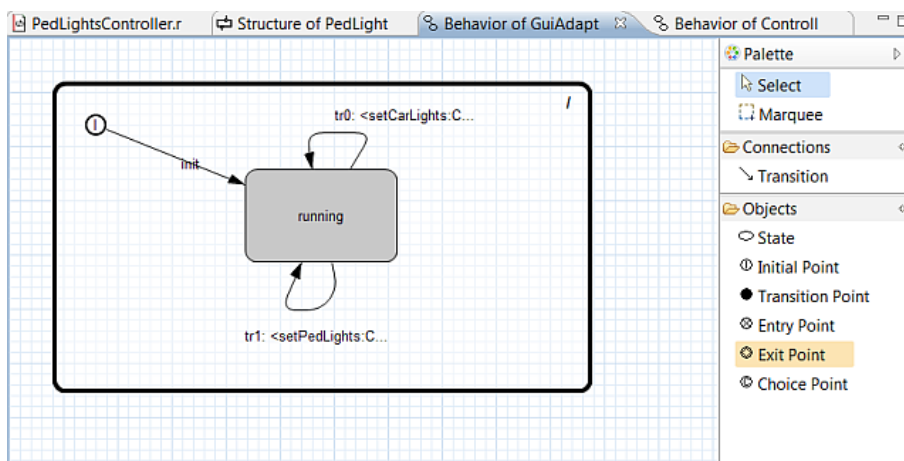 PedLightsController.r
Structure of PedLight
Behavior of GuiAdapt
Behavior of Controll
/
tr0: <setCarLights:C...
init
running
tr1: <setPedLights:C...
Palette
Select
Marquee
Connections
Transition
Objects
State
Initial Point
Transition Point
Entry Point
Exit Point
Choice Point